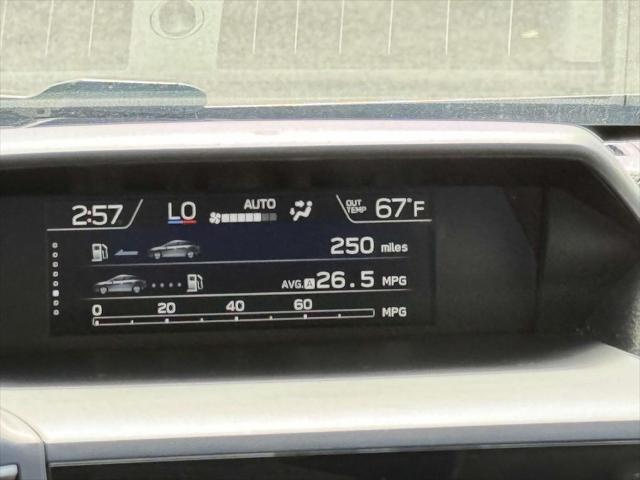 2:57 LO AUTO OUT TEMP 67°F
250 miles
AVG. A 26.5 MPG
0 20 40 60
MPG